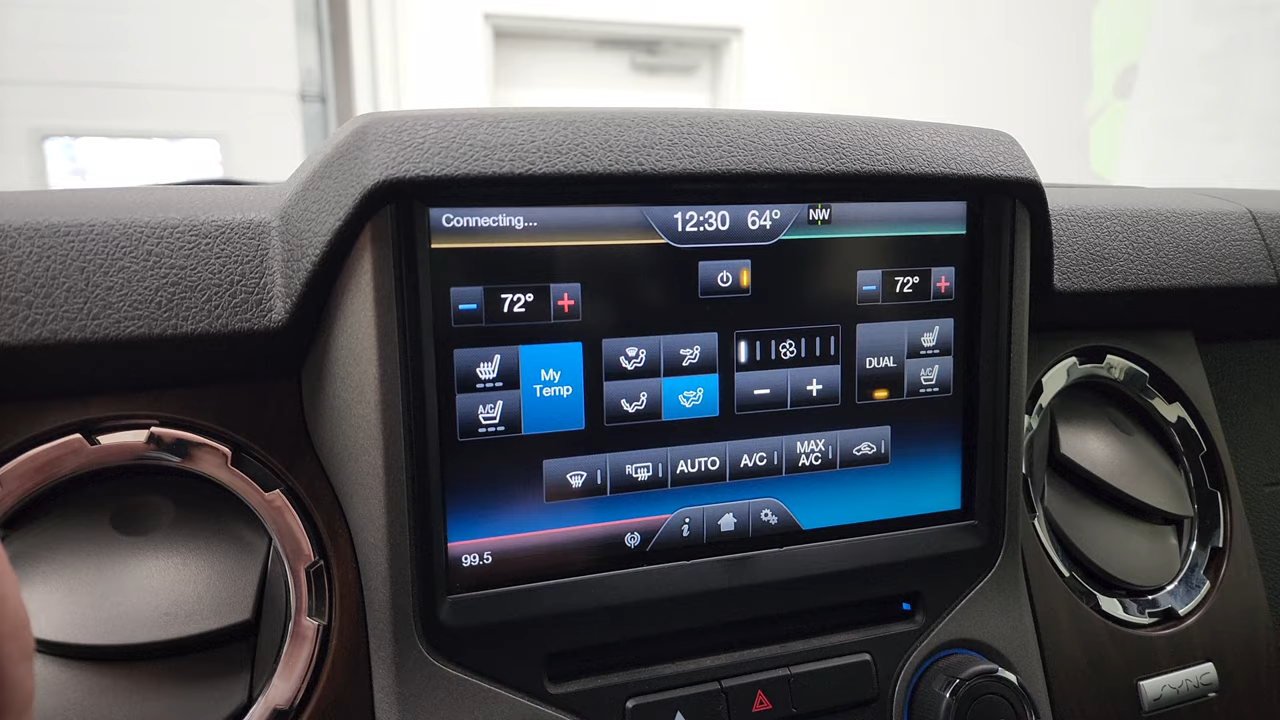 Connecting...
12:30 64°
NW
72°
72°
My
Temp
A/C
DUAL
A/C
R
AUTO
A/C
MAX
A/C
i
99.5
SYNC